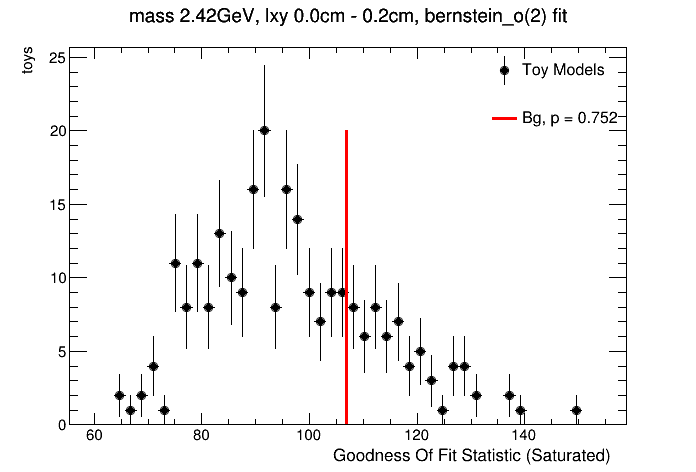 mass 2.42GeV, lxy 0.0cm - 0.2cm, bernstein_o(2) fit
toys
25
20
15
10
5
0
Toy Models
Bg, p = 0.752
60
80
100
120
140
Goodness Of Fit Statistic (Saturated)